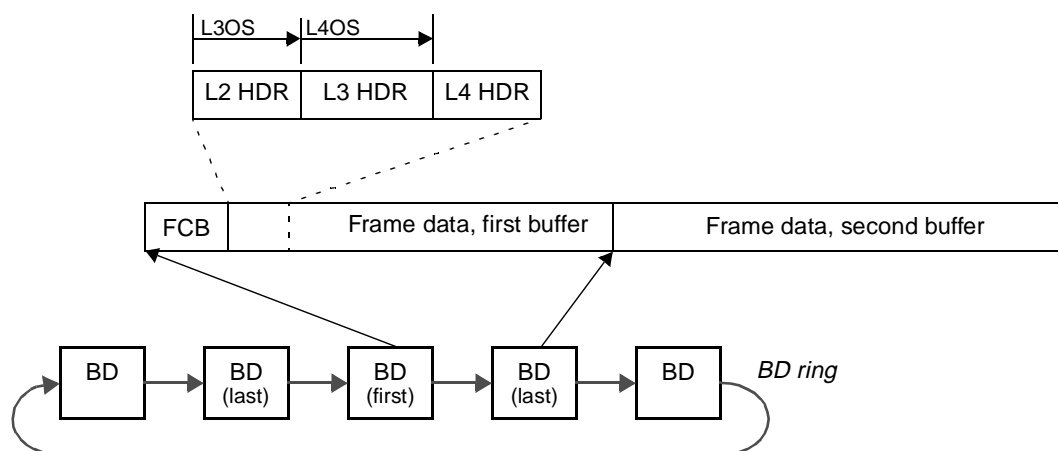 L3OS L4OS
L2 HDR L3 HDR L4 HDR
FCB Frame data, first buffer Frame data, second buffer
BD BD BD BD BD BD ring
(last) (first) (last)